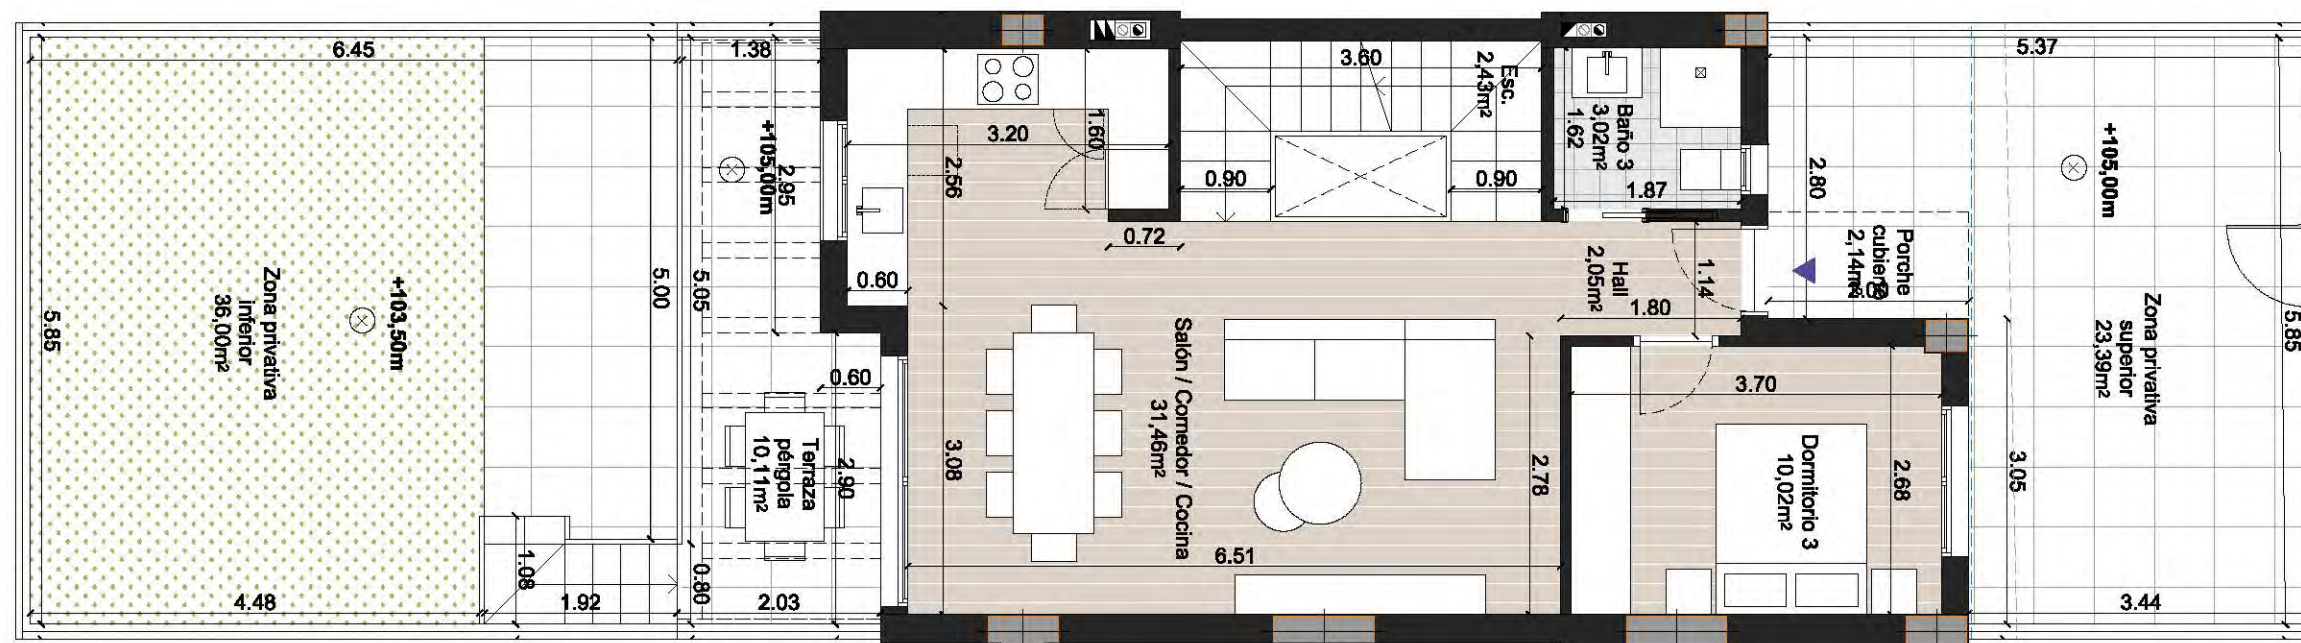 6.45
1.38
3.60
5.37
Esc.
2,43m²
Baño 3
3,02m²
1.62
+105,00m
2.95
3.20
1.60
2.56
0.90
0.90
1.87
2.80
+105,00m
0.72
0.60
Hall
2,05m²
1.14
1.80
Porche
cubierto
2,14m²
Zona privativa
inferior
36,00m²
+103,50m
5.85
5.00
5.05
Salón / Comedor / Cocina
31,46m²
Zona privativa
superior
23,39m²
5.85
0.60
3.70
Terraza
pérgola
10,11m²
2.90
3.08
2.78
Dormitorio 3
10,02m²
2.68
3.05
6.51
1.08
0.80
4.48
1.92
2.03
3.44